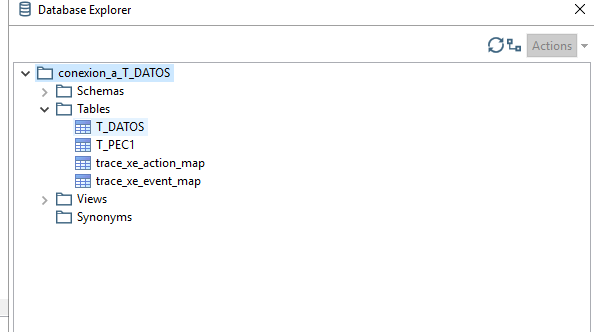 Database Explorer
Actions
conexion_a_T_DATOS
Schemas
Tables
T_DATOS
T_PEC1
trace_xe_action_map
trace_xe_event_map
Views
Synonyms